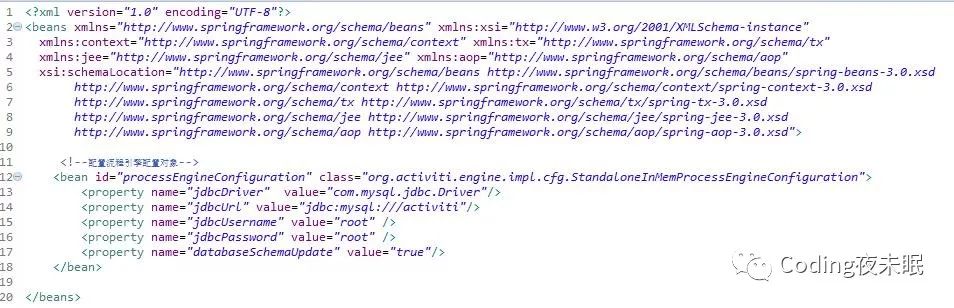 1 <?xml version="1.0" encoding="UTF-8"?>
2 <beans xmlns="http://www.springframework.org/schema/beans" xmlns:xsi="http://www.w3.org/2001/XMLSchema-instance"
3 xmlns:context="http://www.springframework.org/schema/context" xmlns:tx="http://www.springframework.org/schema/tx"
4 xmlns:jee="http://www.springframework.org/schema/jee" xmlns:aop="http://www.springframework.org/schema/aop"
5 xsi:schemaLocation="http://www.springframework.org/schema/beans http://www.springframework.org/schema/beans/spring-beans-3.0.xsd
6 http://www.springframework.org/schema/context http://www.springframework.org/schema/context/spring-context-3.0.xsd
7 http://www.springframework.org/schema/tx http://www.springframework.org/schema/tx/spring-tx-3.0.xsd
8 http://www.springframework.org/schema/jee http://www.springframework.org/schema/jee/spring-jee-3.0.xsd
9 http://www.springframework.org/schema/aop http://www.springframework.org/schema/aop/spring-aop-3.0.xsd">
10
11 <!--配置流程引擎配置对象-->
12 <bean id="processEngineConfiguration" class="org.activiti.engine.impl.cfg.StandaloneInMemProcessEngineConfiguration">
13 <property name="jdbcDriver" value="com.mysql.jdbc.Driver"/>
14 <property name="jdbcUrl" value="jdbc:mysql:///activiti"/>
15 <property name="jdbcUsername" value="root" />
16 <property name="jdbcPassword" value="root" />
17 <property name="databaseSchemaUpdate" value="true"/>
18 </bean>
19
20 </beans>
Coding夜未眠